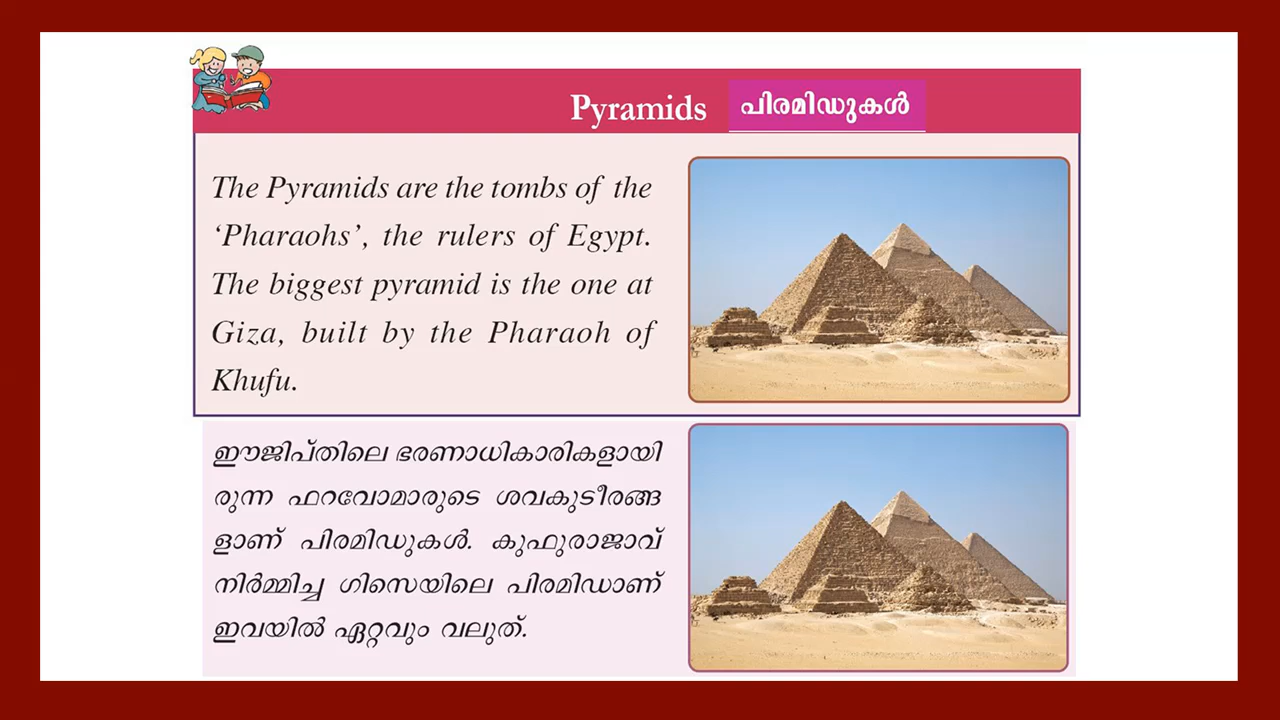 Pyramids പിരമിഡുകൾ
The Pyramids are the tombs of the
‘Pharaohs’, the rulers of Egypt.
The biggest pyramid is the one at
Giza, built by the Pharaoh of
Khufu.
ഈജിപ്തിലെ ഭരണാധികാരികളായി
രുന്ന ഫറവോമാരുടെ ശവകുടീരങ്ങ
ളാണ് പിരമിഡുകൾ. കുഫുരാജാവ്
നിർമ്മിച്ച ഗിസെയിലെ പിരമിഡാണ്
ഇവയിൽ ഏറ്റവും വലുത്.